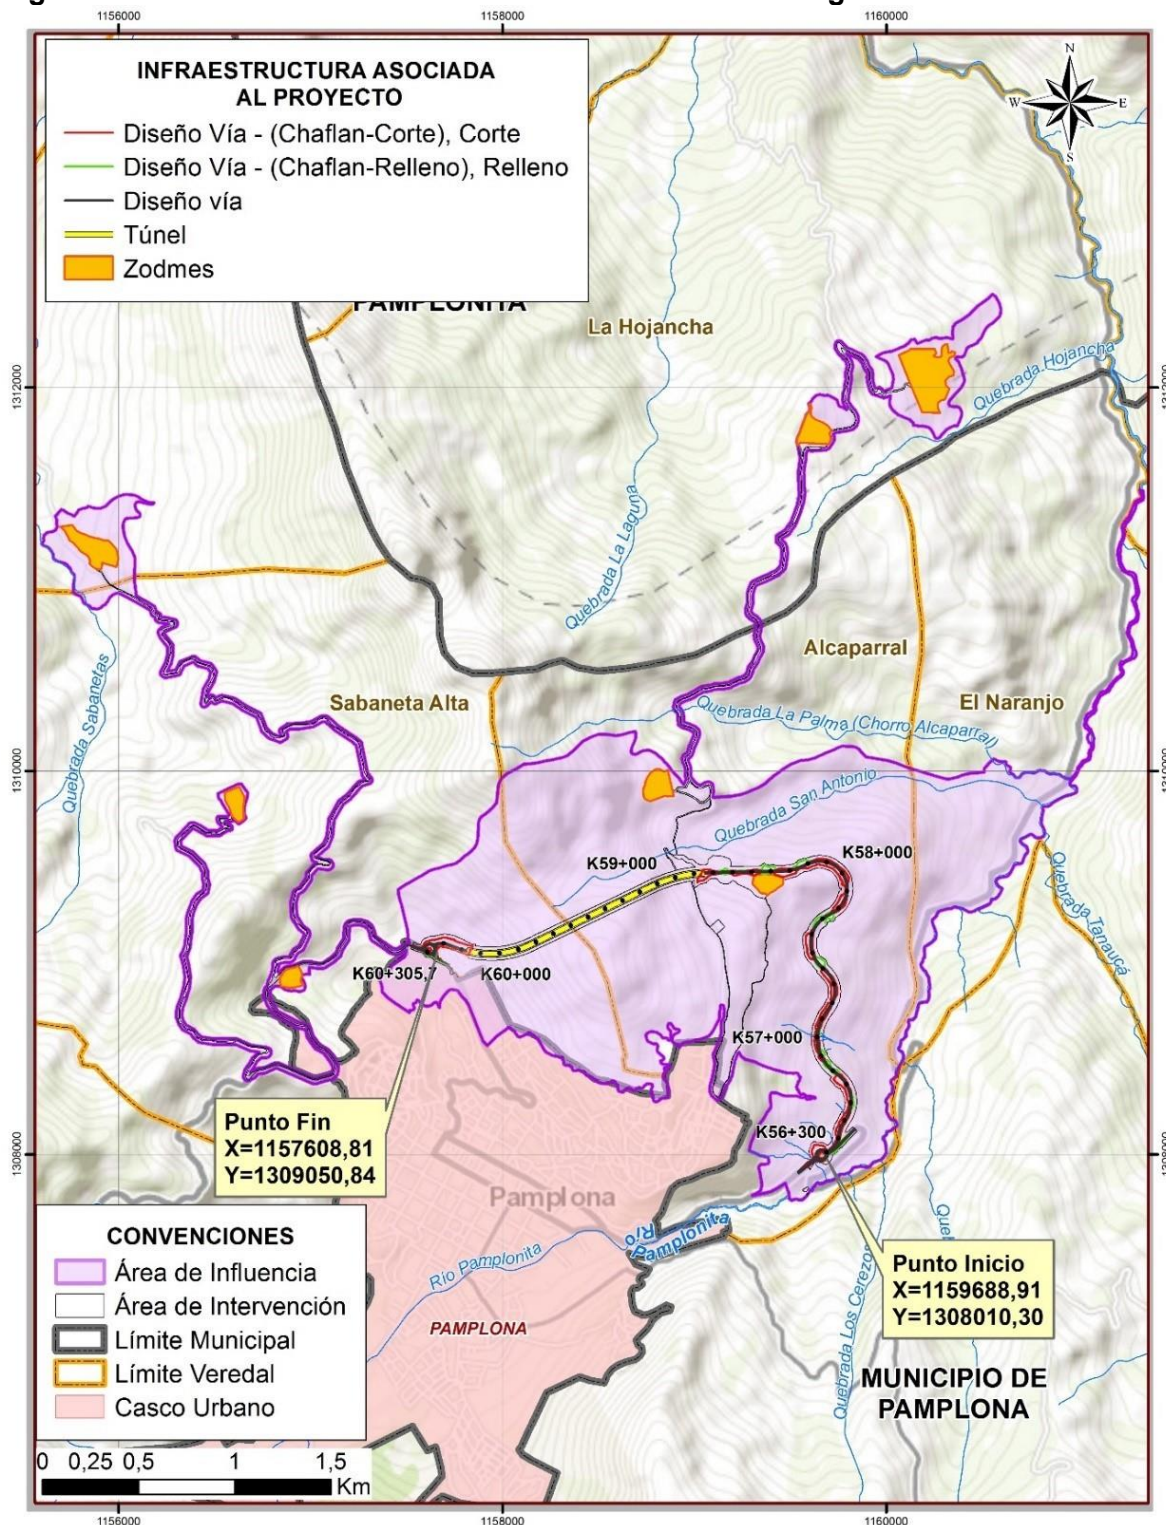 1156000
1158000
1160000
INFRAESTRUCTURA ASOCIADA
AL PROYECTO
Diseño Vía - (Chaflan-Corte), Corte
Diseño Vía - (Chaflan-Relleno), Relleno
Diseño vía
Túnel
Zodmes
N
W
E
S
PAMPLONITA
La Hojancha
Quebrada Hojancha
1312000
Quebrada La Laguna
Alcaparral
Sabaneta Alta
El Naranjo
Quebrada La Palma (Chorro Alcaparral)
Quebrada Sabanetas
1310000
Quebrada San Antonio
K59+000
K58+000
Quebrada Tanaucá
K60+305,7
K60+000
K57+000
Punto Fin
X=1157608,81
Y=1309050,84
K56+300
1308000
Pamplona
Río
Pamplonita
Río Pamplonita
PAMPLONA
Quebrada Los Cerezos
Punto Inicio
X=1159688,91
Y=1308010,30
MUNICIPIO DE
PAMPLONA
CONVENCIONES
Área de Influencia
Área de Intervención
Límite Municipal
Límite Veredal
Casco Urbano
0 0,25 0,5 1 1,5
Km
1156000
1158000
1160000